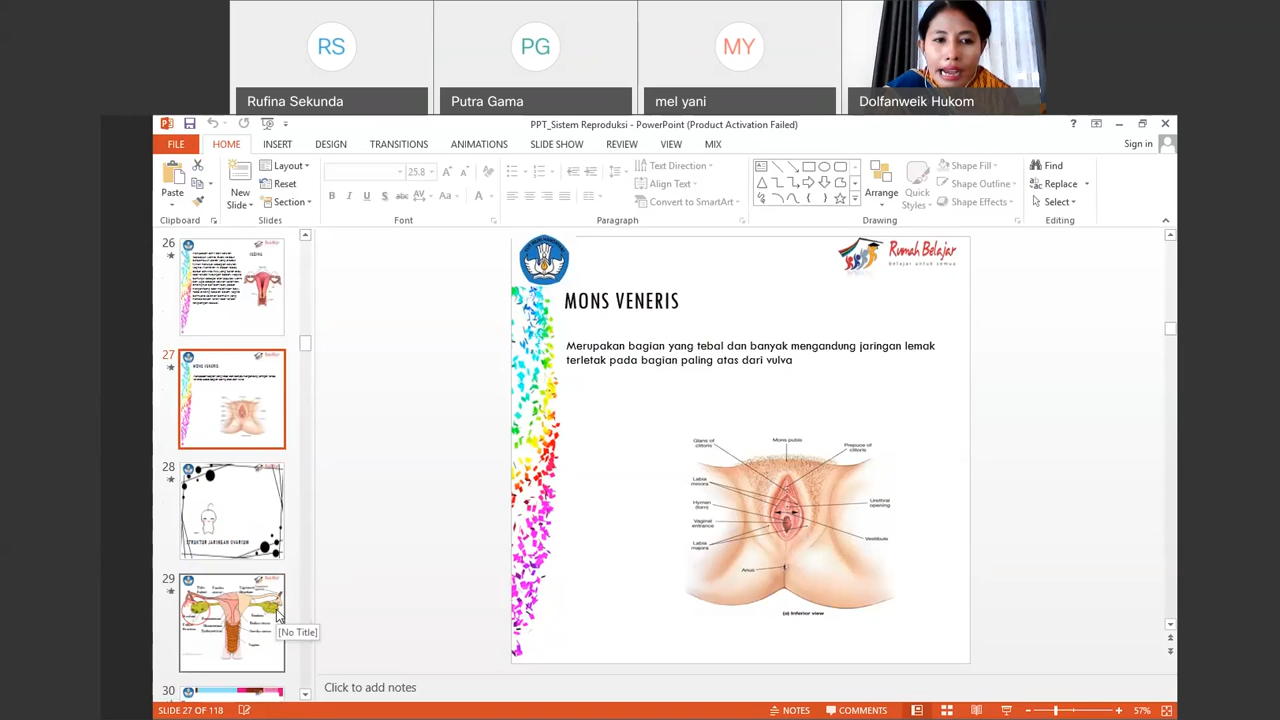 RS
PG
MY
Rufina Sekunda
Putra Gama
mel yani
Dolfanweik Hukom
PPT_Sistem Reproduksi - PowerPoint (Product Activation Failed)
FILE
HOME
INSERT
DESIGN
TRANSITIONS
ANIMATIONS
SLIDE SHOW
REVIEW
VIEW
MIX
Sign in
Paste
New
Slide
Layout
Reset
Section
25.8
Text Direction
Align Text
Convert to SmartArt
Arrange
Quick
Styles
Shape Fill
Shape Outline
Shape Effects
Find
Replace
Select
Clipboard
Slides
Font
Paragraph
Drawing
Editing
26
27
MONS VENERIS
28
STRUKTUR JARINGAN OVARIUM
29
[No Title]
30
Rumah Belajar
belajar untuk semua
MONS VENERIS
Merupakan bagian yang tebal dan banyak mengandung jaringan lemak
terletak pada bagian paling atas dari vulva
Glans of
clitoris
Mons pubis
Prepuce of
clitoris
Labia
minora
Hymen
(torn)
Urethral
opening
Vaginal
entrance
Vestibule
Labia
majora
Anus
(a) Inferior view
Click to add notes
SLIDE 27 OF 118
NOTES
COMMENTS
57%